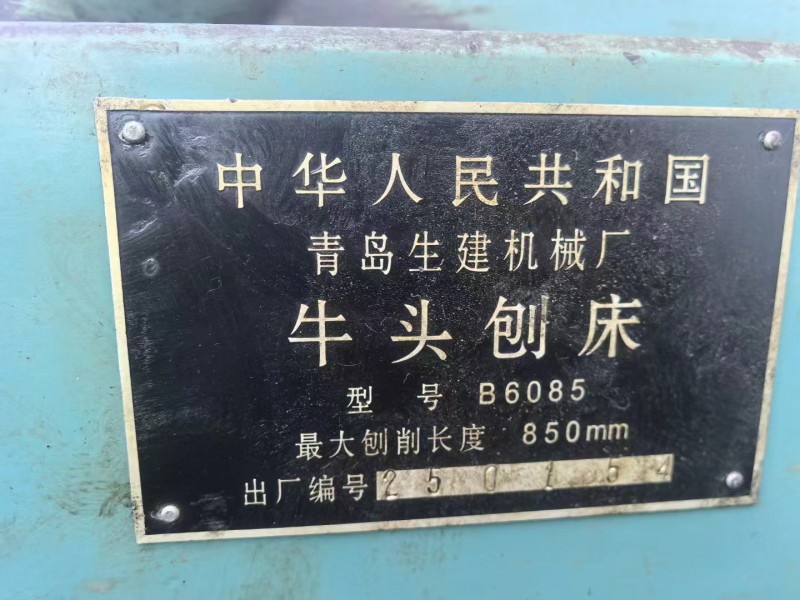 中华人民共和国
青岛生建机械厂
牛头刨床
型号 B6085
最大刨削长度 850mm
出厂编号 250154